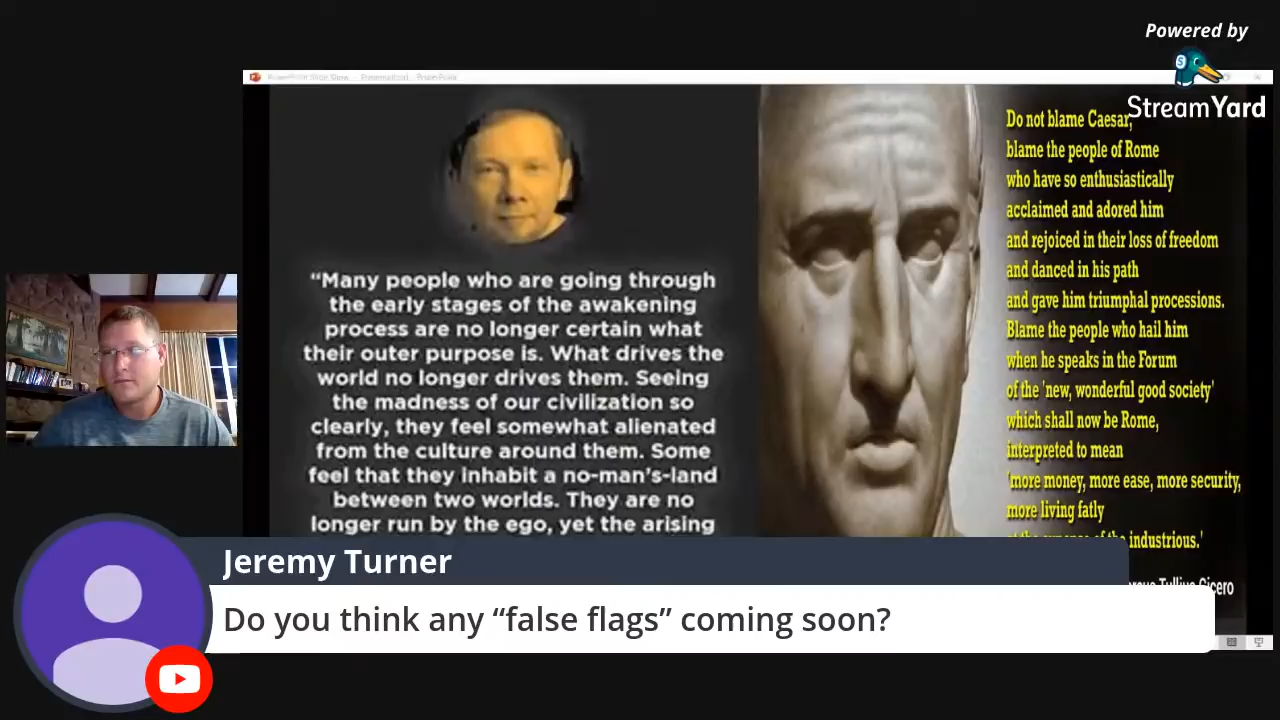 Powered by
StreamYard
PowerPoint Slide Show
“Many people who are going through
the early stages of the awakening
process are no longer certain what
their outer purpose is. What drives the
world no longer drives them. Seeing
the madness of our civilization so
clearly, they feel somewhat alienated
from the culture around them. Some
feel that they inhabit a no-man’s-land
between two worlds. They are no
longer run by the ego, yet the arising
Do not blame Caesar,
blame the people of Rome
who have so enthusiastically
acclaimed and adored him
and rejoiced in their loss of freedom
and danced in his path
and gave him triumphal processions.
Blame the people who hail him
when he speaks in the Forum
of the 'new, wonderful good society'
which shall now be Rome,
interpreted to mean
'more money, more ease, more security,
more living fatly
at the expense of the industrious.'
Tullius Cicero
Jeremy Turner
Do you think any “false flags” coming soon?